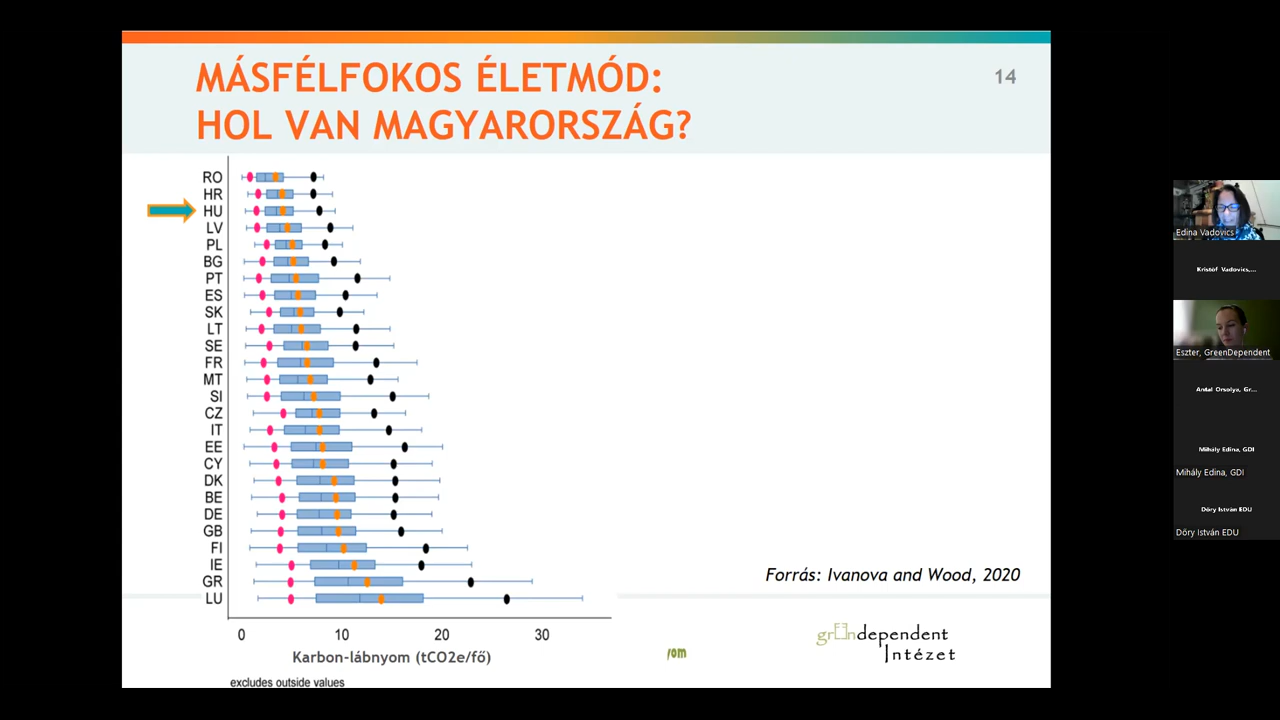 MÁSFÉLFOKOS ÉLETMÓD:
HOL VAN MAGYARORSZÁG?
14
RO
HR
HU
LV
PL
BG
PT
ES
SK
LT
SE
FR
MT
SI
CZ
IT
EE
CY
DK
BE
DE
GB
FI
IE
GR
LU
0 10 20 30
Karbon-lábnyom (tCO2e/fő)
excludes outside values
Forrás: Ivanova and Wood, 2020
greendependent
Intézet
Edina Vadovics
Kristóf Vadovics,...
Eszter, GreenDependent
Antal Orsolya, Gr...
Mihály Edina, GDI
Mihály Edina, GDI
Dőry István EDU
Dőry István EDU